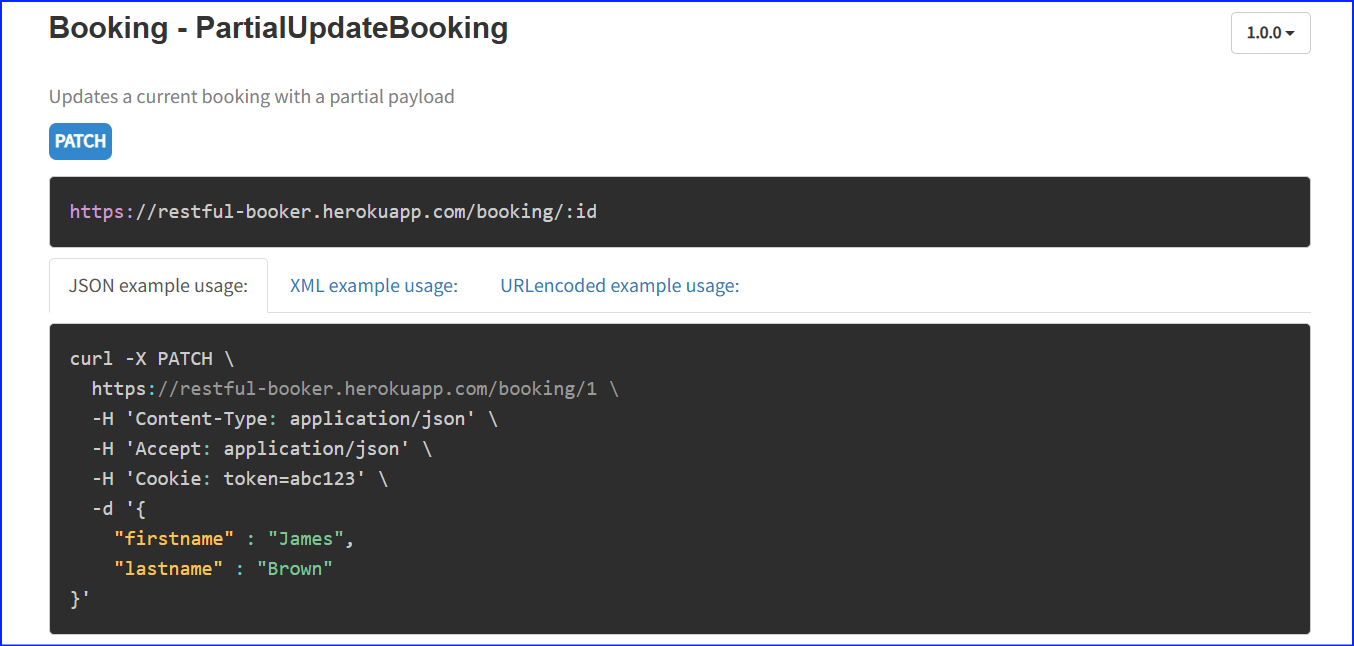 Booking - PartialUpdateBooking
1.0.0
Updates a current booking with a partial payload
PATCH
https://restful-booker.herokuapp.com/booking/:id
JSON example usage: XML example usage: URLencoded example usage:
curl -X PATCH \
  https://restful-booker.herokuapp.com/booking/1 \
  -H 'Content-Type: application/json' \
  -H 'Accept: application/json' \
  -H 'Cookie: token=abc123' \
  -d '{
    "firstname" : "James",
    "lastname" : "Brown"
}'